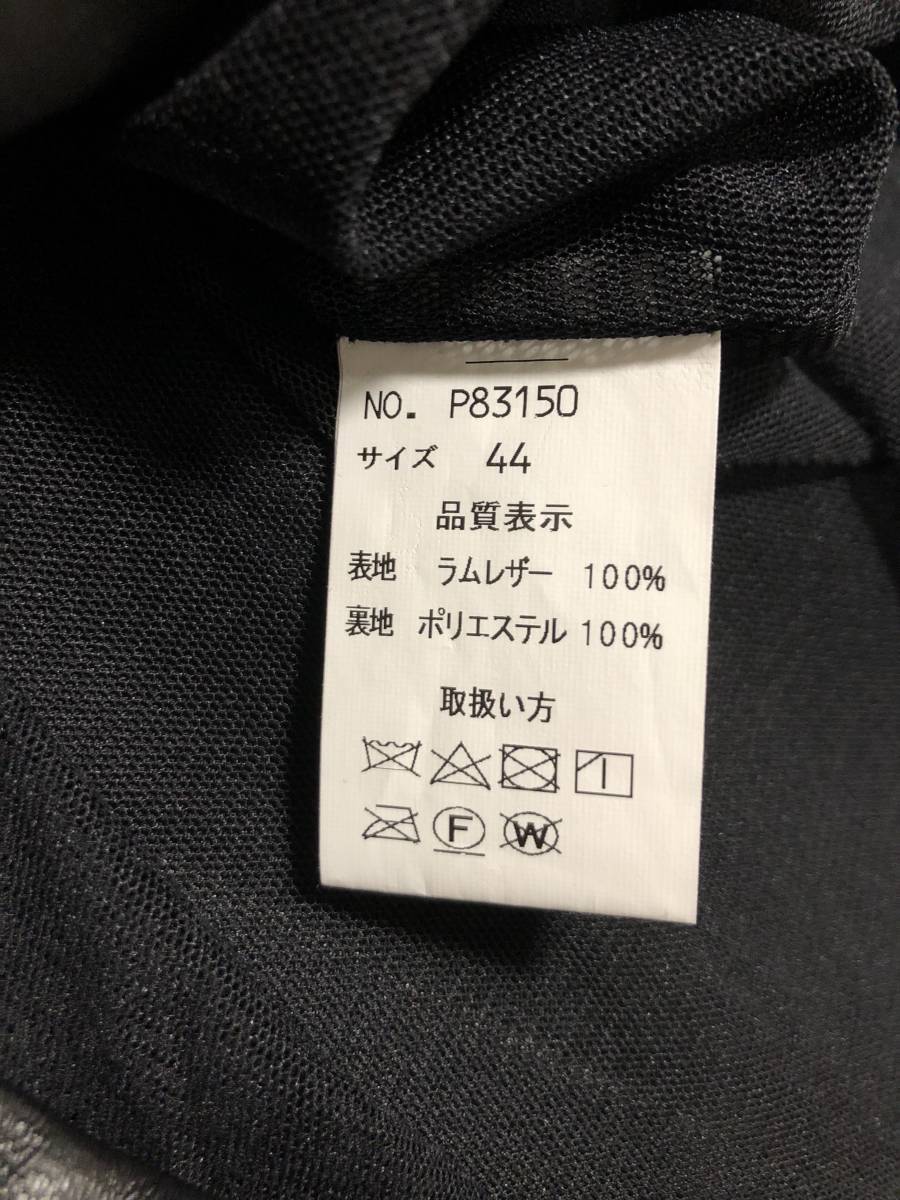 NO. P83150
サイズ 44
品質表示
表地 ラムレザー 100%
裏地 ポリエステル 100%
取扱い方
F W